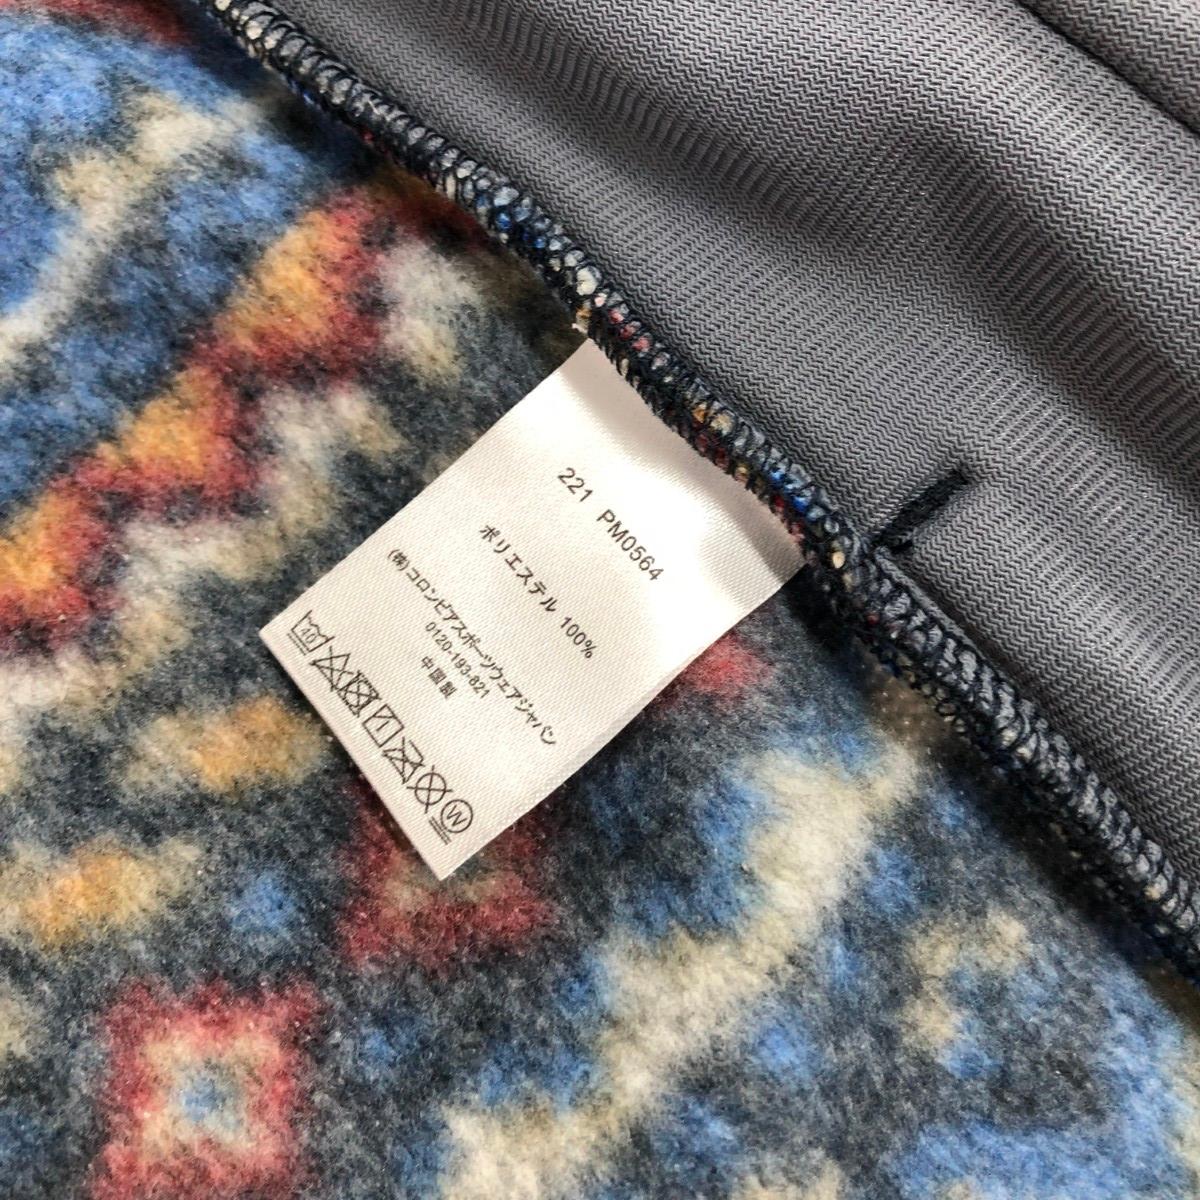 221 PM0564
ポリエステル 100%
(株)コロンビアスポーツウェアジャパン
0120-193-821
中国製
40
W